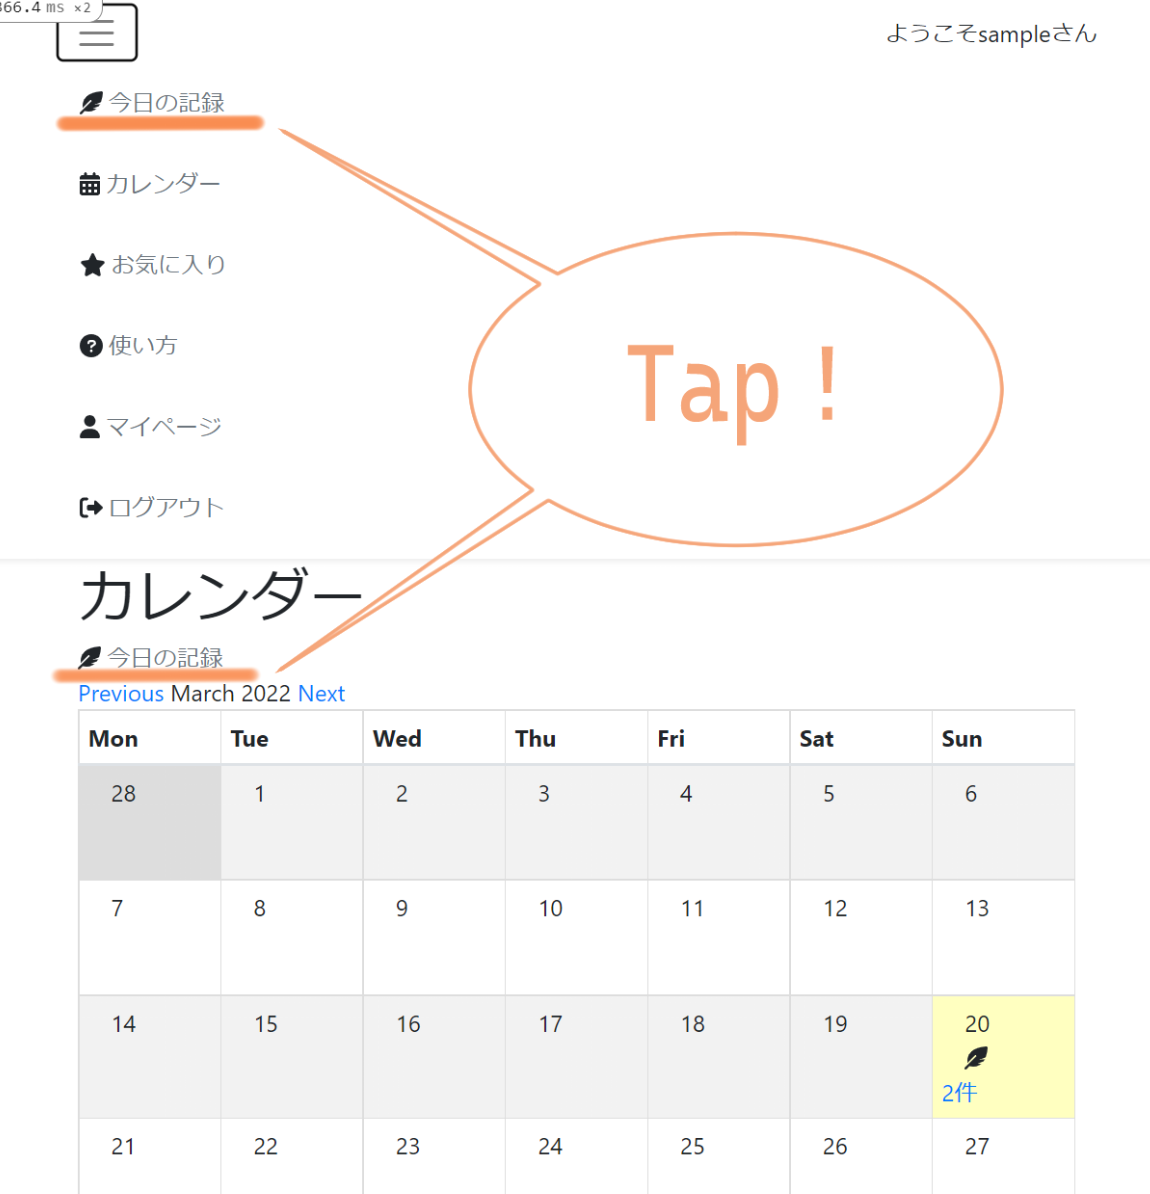 366.4 ms ×2
ようこそsampleさん
今日の記録
カレンダー
お気に入り
使い方
マイページ
ログアウト
Tap！
カレンダー
今日の記録
Previous March 2022 Next
Mon Tue Wed Thu Fri Sat Sun
28 1 2 3 4 5 6
7 8 9 10 11 12 13
14 15 16 17 18 19 20
2件
21 22 23 24 25 26 27